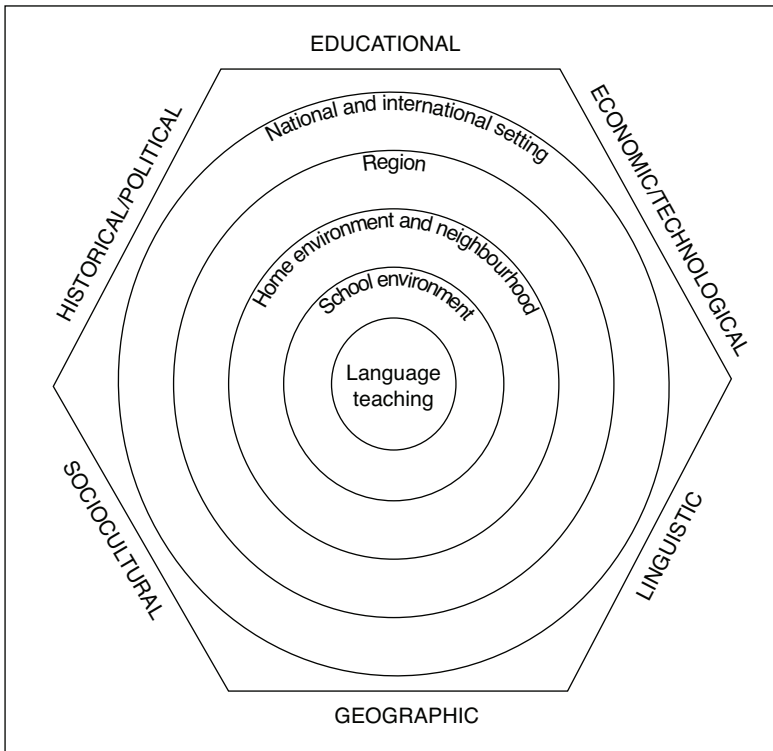 EDUCATIONAL
HISTORICAL/POLITICAL
ECONOMIC/TECHNOLOGICAL
National and international setting
Region
Home environment and neighbourhood
School environment
Language
teaching
SOCIOCULTURAL
LINGUISTIC
GEOGRAPHIC